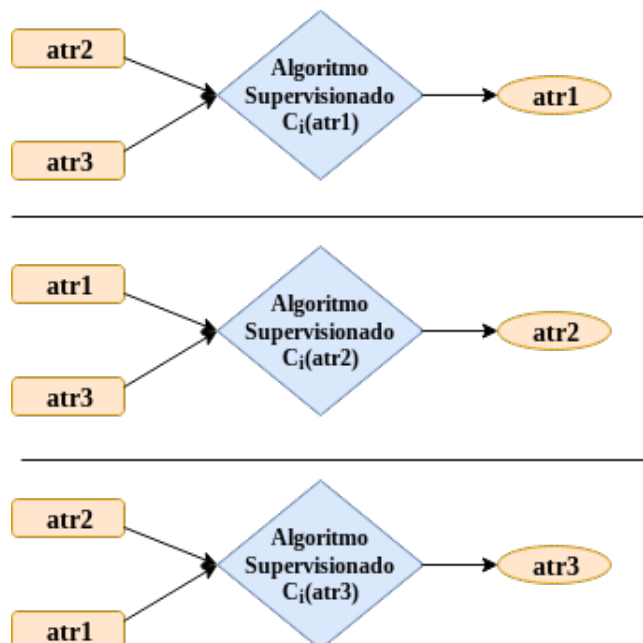 atr2
atr3
Algoritmo
Supervisionado
Cᵢ(atr1)
atr1
atr1
atr3
Algoritmo
Supervisionado
Cᵢ(atr2)
atr2
atr2
atr1
Algoritmo
Supervisionado
Cᵢ(atr3)
atr3